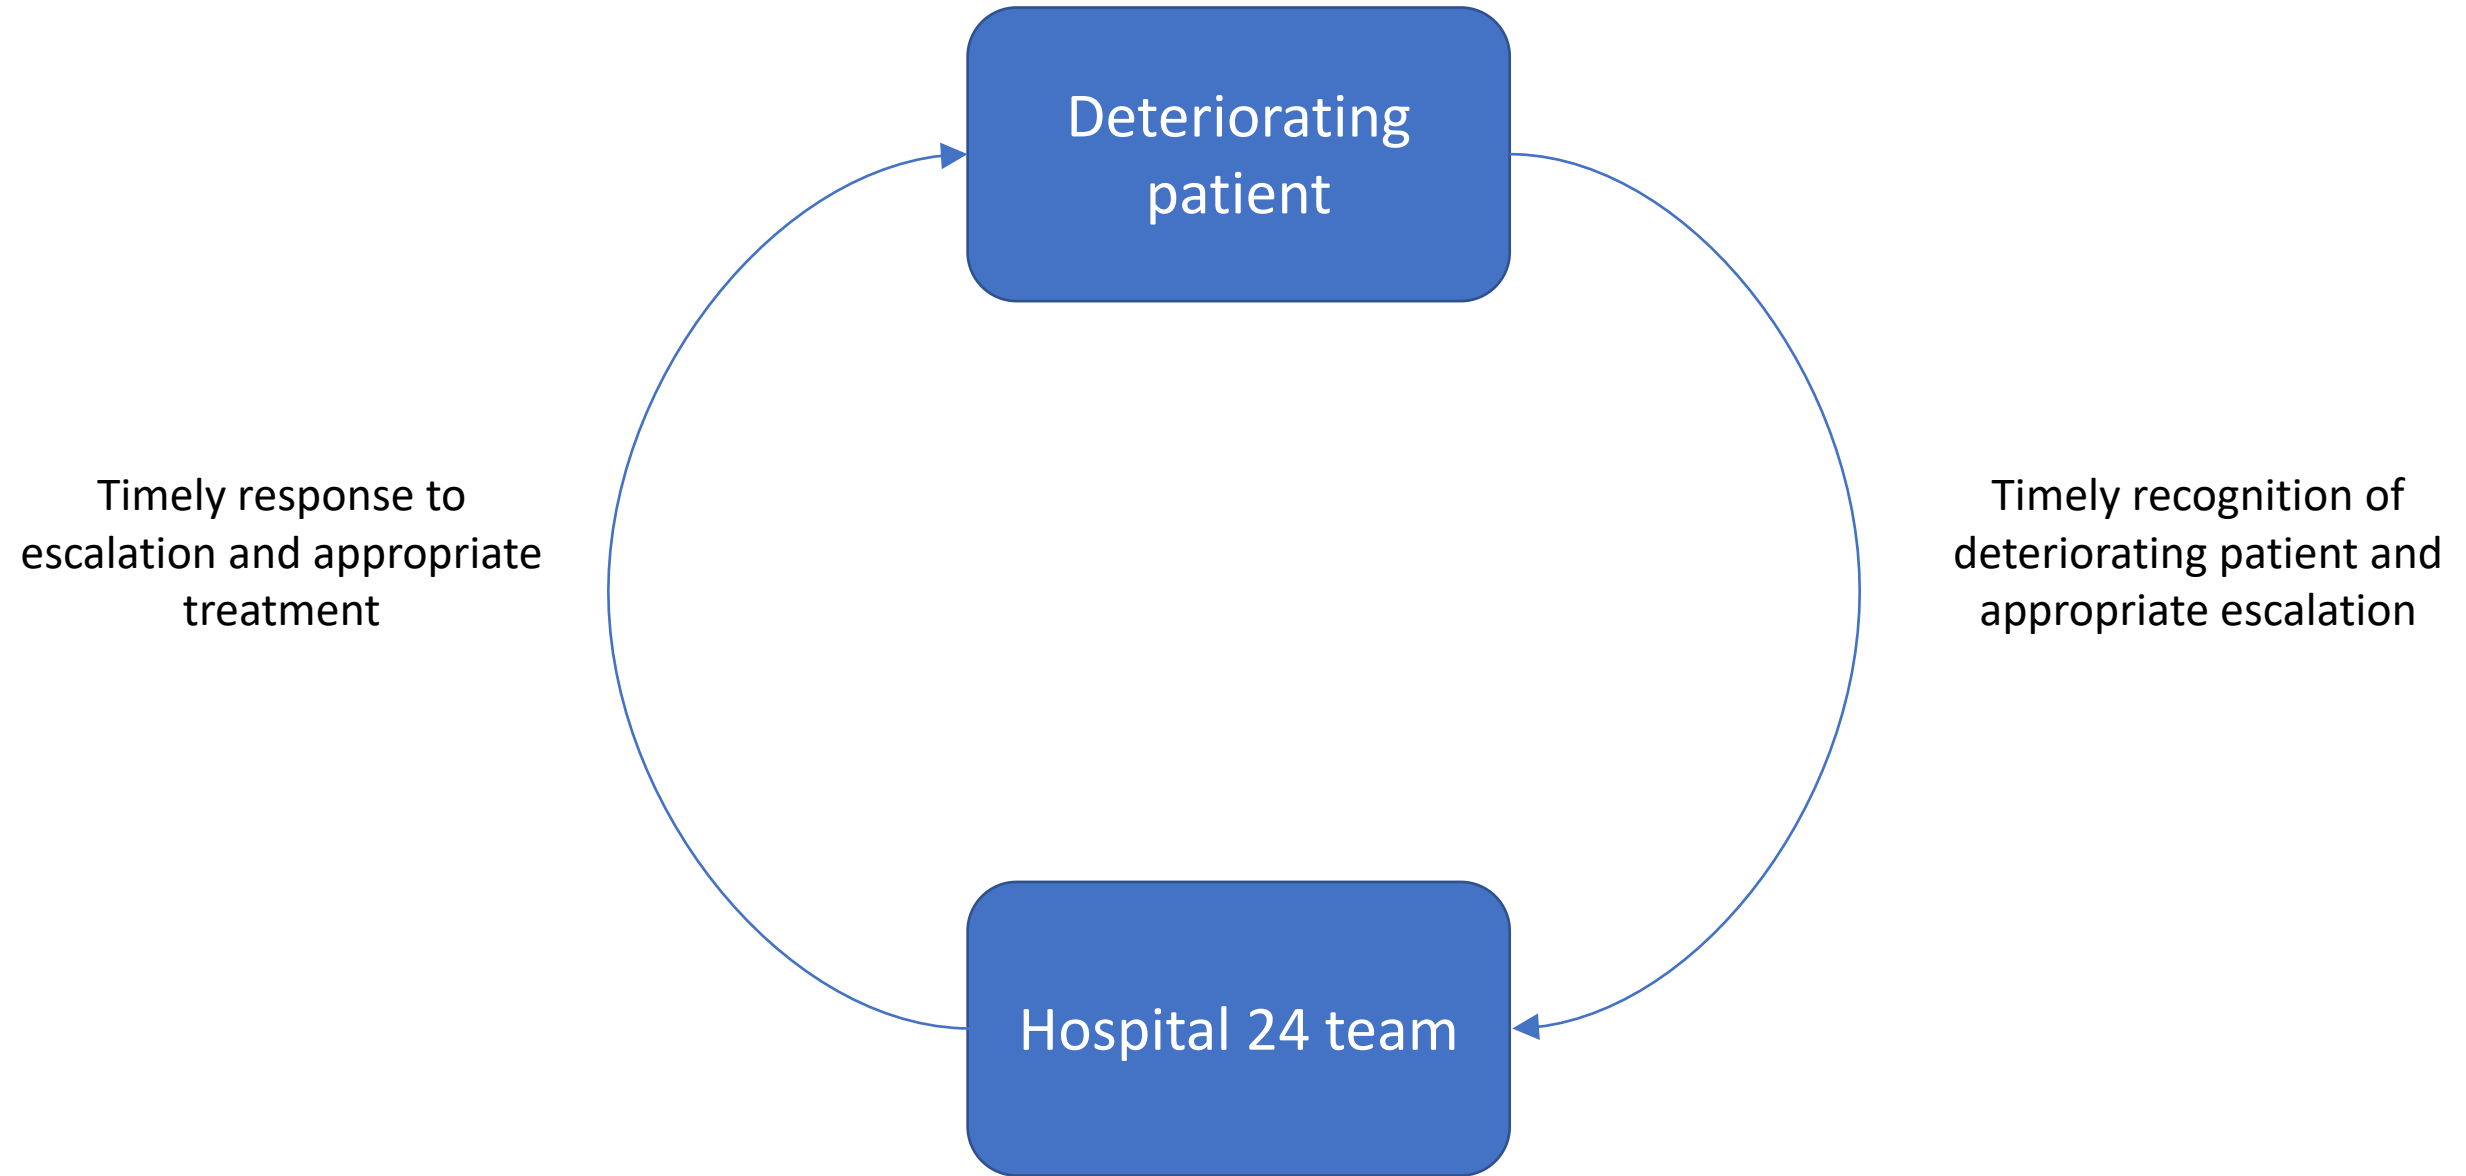 Deteriorating
patient
Timely response to
escalation and appropriate
treatment
Timely recognition of
deteriorating patient and
appropriate escalation
Hospital 24 team